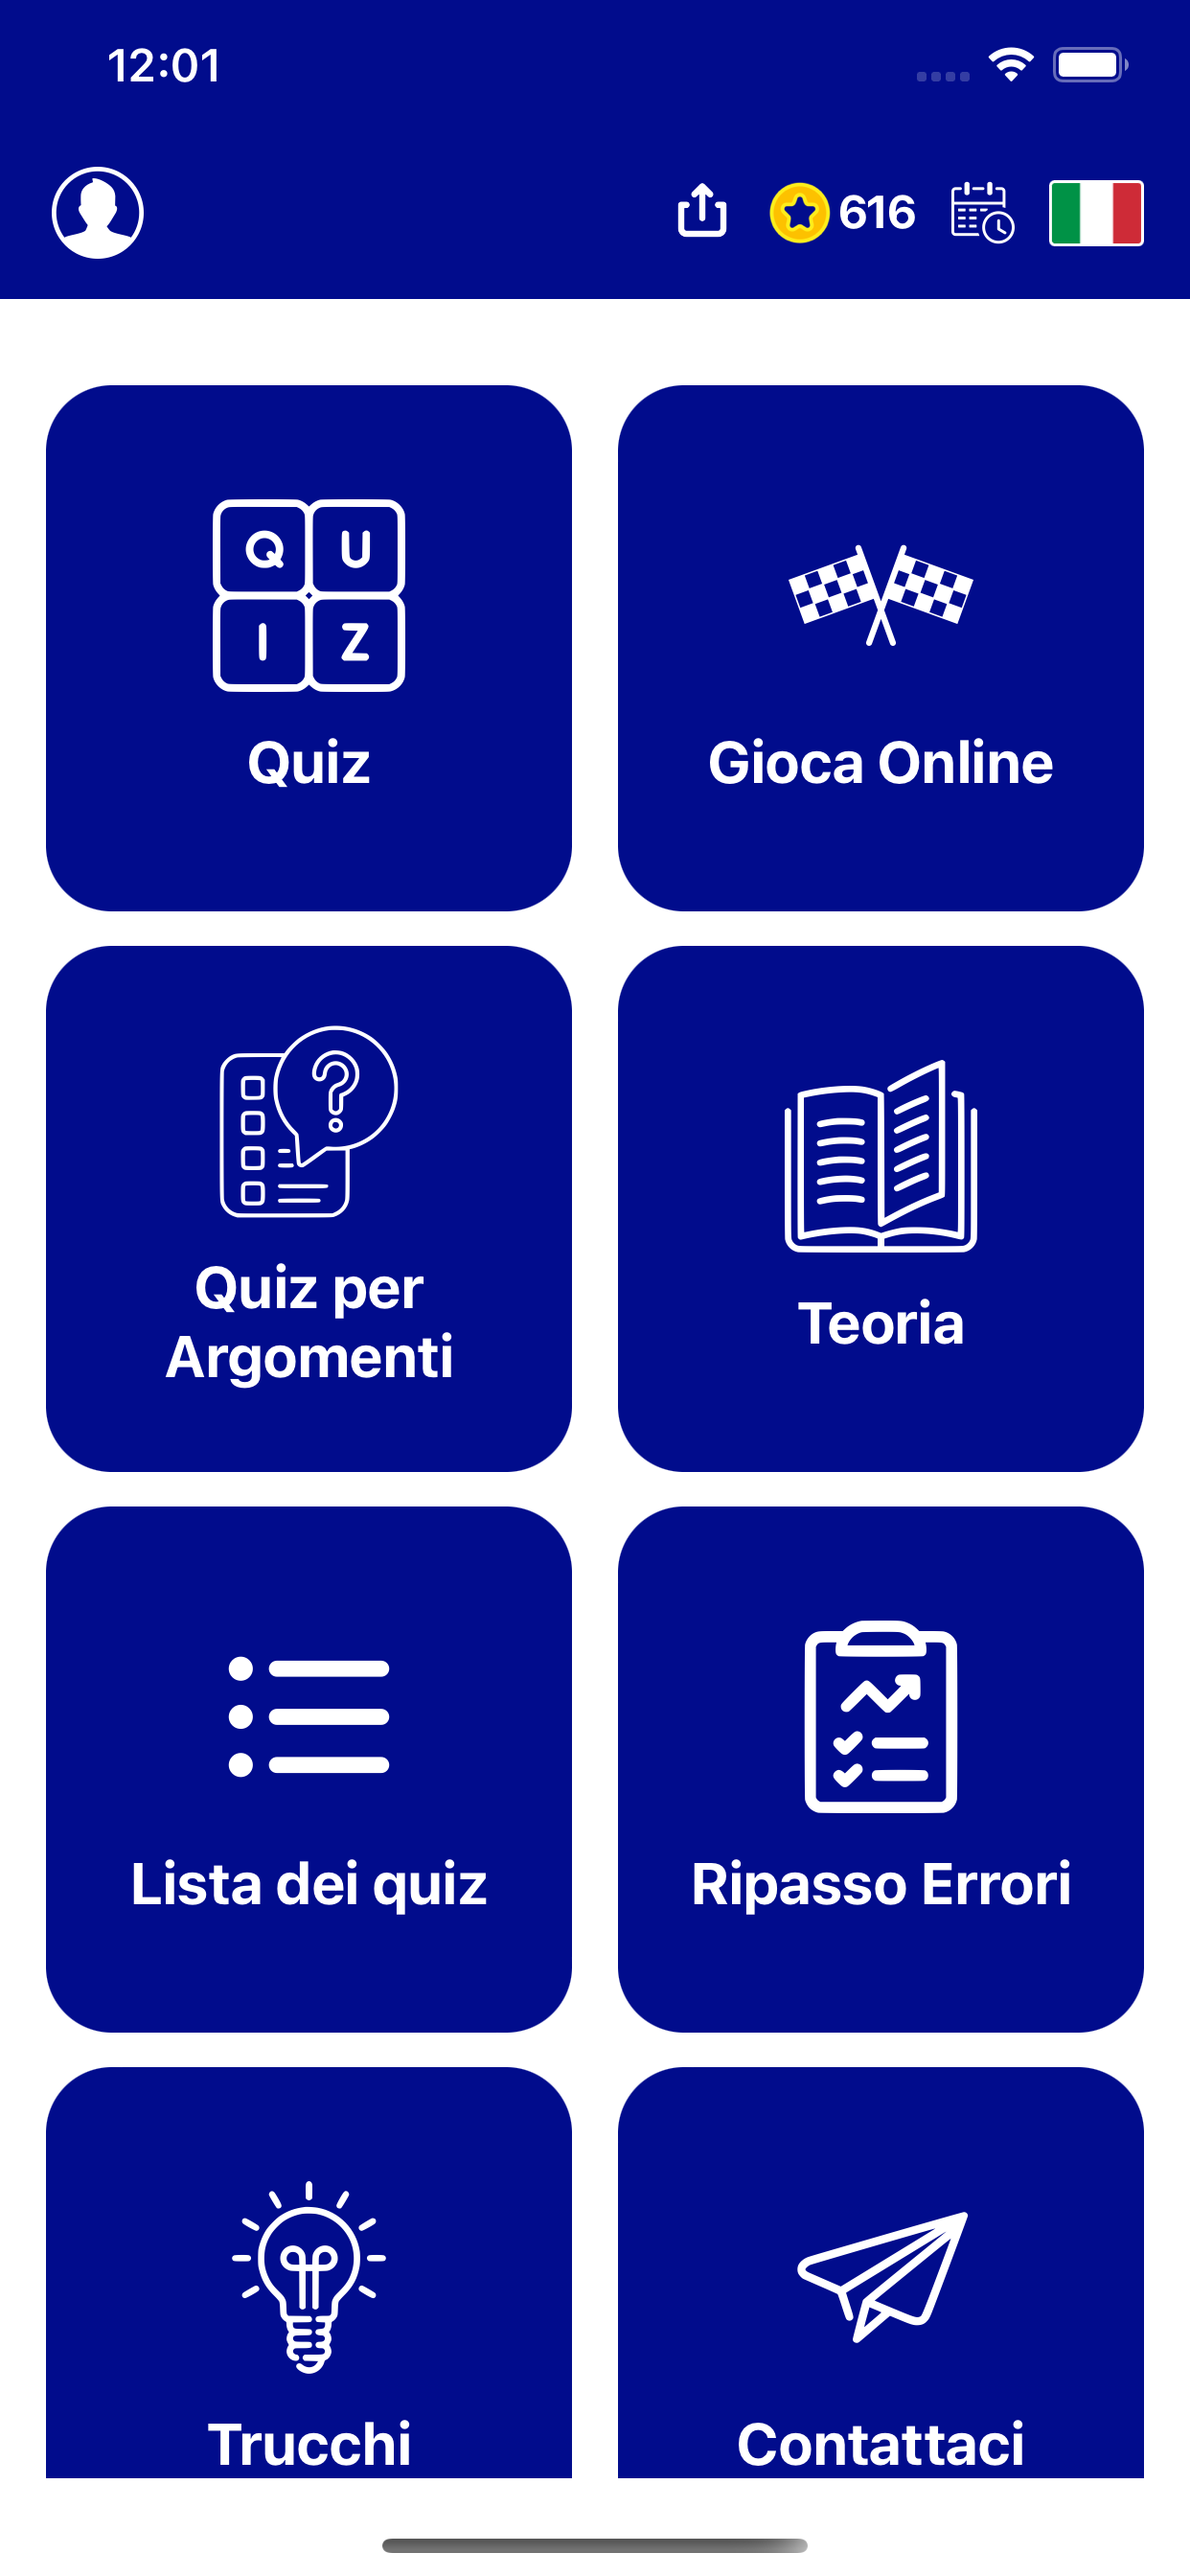 12:01
616
Q U
I Z
Quiz
Gioca Online
Quiz per
Argomenti
Teoria
Lista dei quiz
Ripasso Errori
Trucchi
Contattaci